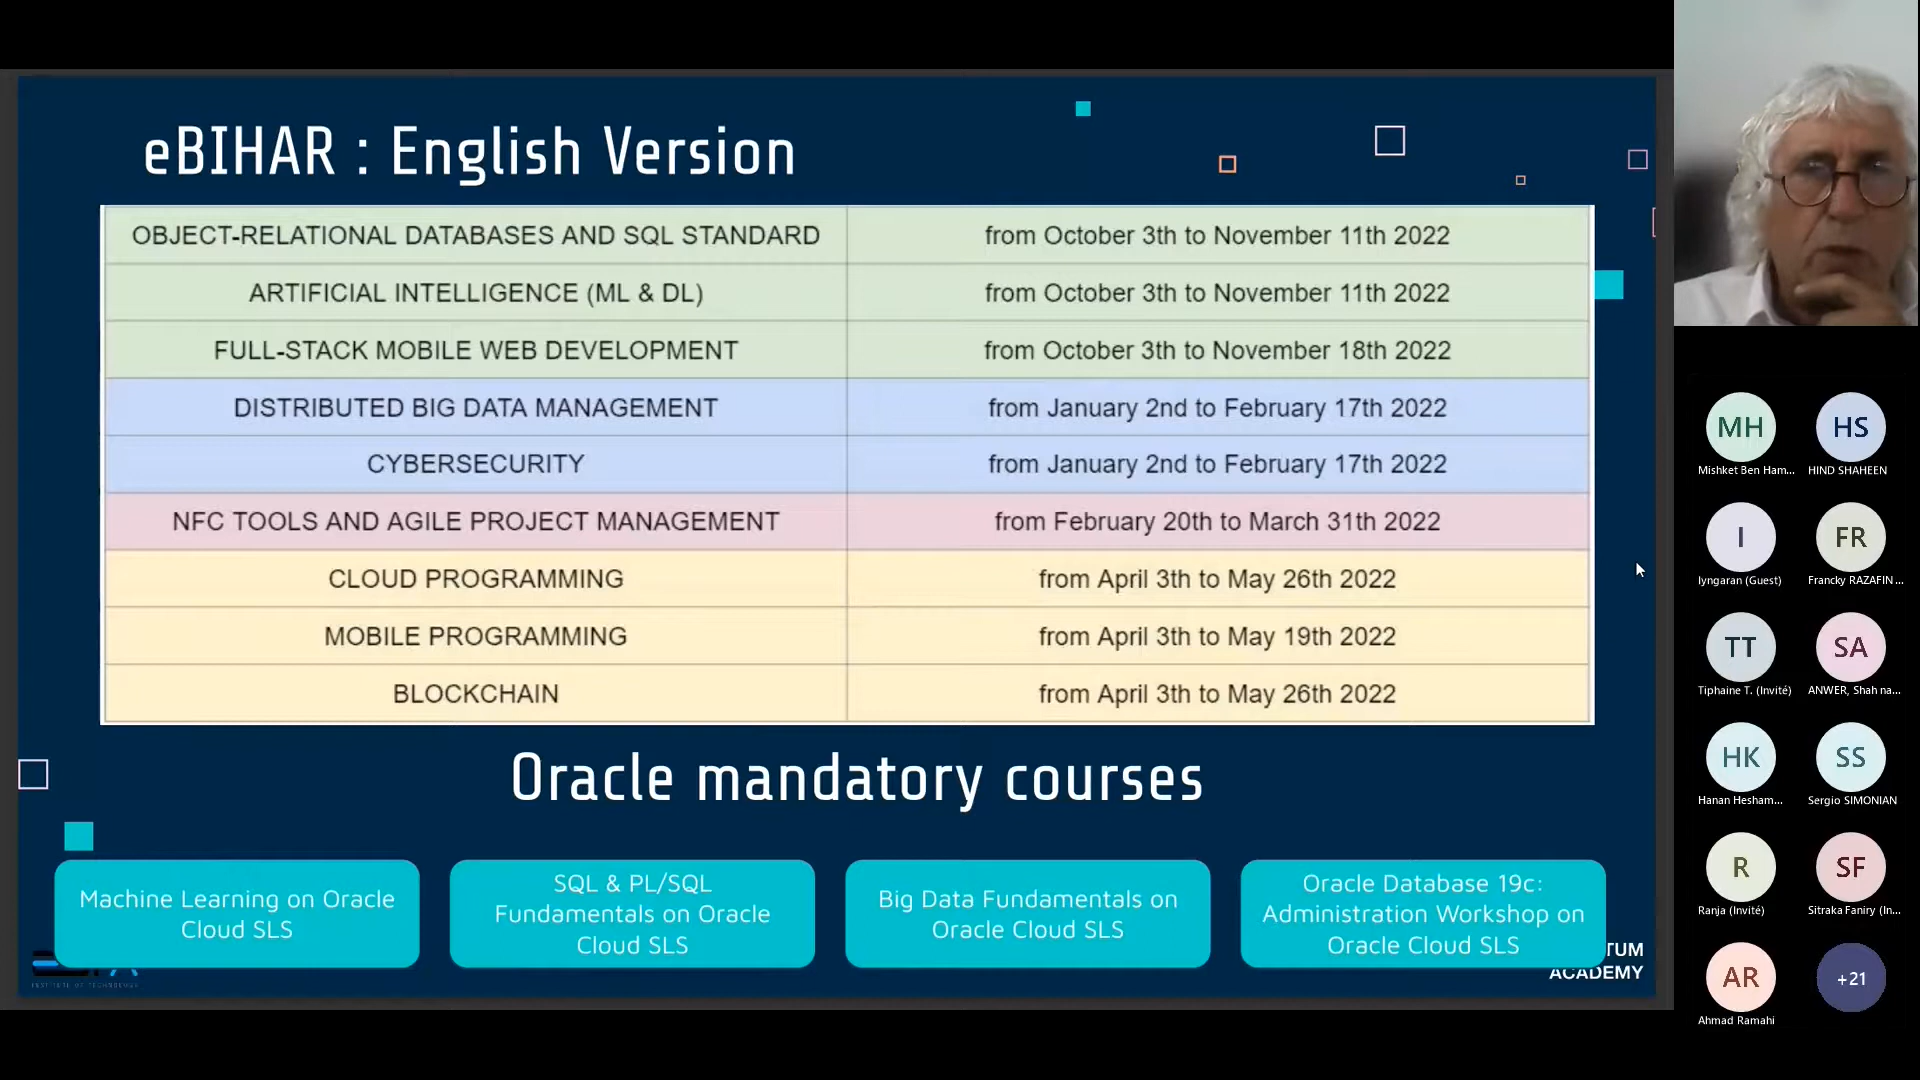 eBIHAR : English Version
OBJECT-RELATIONAL DATABASES AND SQL STANDARD from October 3th to November 11th 2022
ARTIFICIAL INTELLIGENCE (ML & DL) from October 3th to November 11th 2022
FULL-STACK MOBILE WEB DEVELOPMENT from October 3th to November 18th 2022
DISTRIBUTED BIG DATA MANAGEMENT from January 2nd to February 17th 2022
CYBERSECURITY from January 2nd to February 17th 2022
NFC TOOLS AND AGILE PROJECT MANAGEMENT from February 20th to March 31th 2022
CLOUD PROGRAMMING from April 3th to May 26th 2022
MOBILE PROGRAMMING from April 3th to May 19th 2022
BLOCKCHAIN from April 3th to May 26th 2022
Oracle mandatory courses
Machine Learning on Oracle
Cloud SLS
SQL & PL/SQL
Fundamentals on Oracle
Cloud SLS
Big Data Fundamentals on
Oracle Cloud SLS
Oracle Database 19c:
Administration Workshop on
Oracle Cloud SLS
INSTITUTE OF TECHNOLOGY
TUM
ACADEMY
MH HS
Mishket Ben Ham... HIND SHAHEEN
I FR
Iyngaran (Guest) Francky RAZAFIN...
TT SA
Tiphaine T. (Invité) ANWER, Shah na...
HK SS
Hanan Hesham... Sergio SIMONIAN
R SF
Ranja (Invité) Sitraka Faniry (In...
AR +21
Ahmad Ramahi